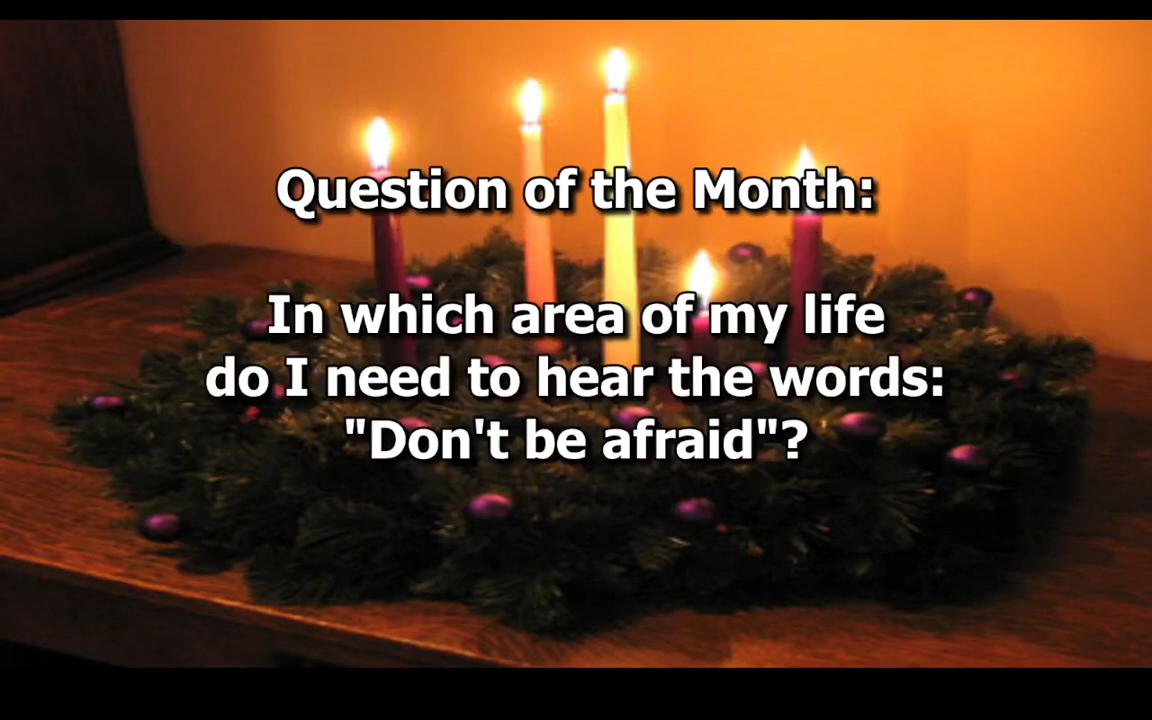 Question of the Month:
In which area of my life
do I need to hear the words:
"Don't be afraid"?